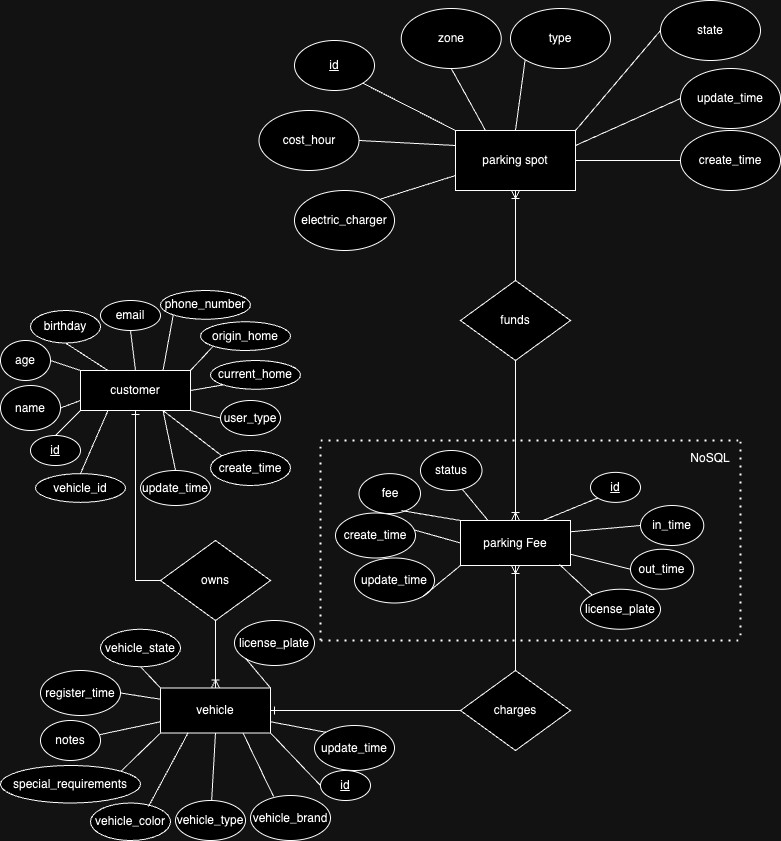 state
zone
type
id
update_time
cost_hour
parking spot
create_time
electric_charger
phone_number
email
birthday
funds
origin_home
age
current_home
customer
name
user_type
id
create_time
vehicle_id
update_time
NoSQL
status
id
fee
in_time
create_time
parking Fee
out_time
update_time
license_plate
owns
license_plate
vehicle_state
register_time
vehicle
charges
notes
update_time
special_requirements
id
vehicle_color
vehicle_type
vehicle_brand